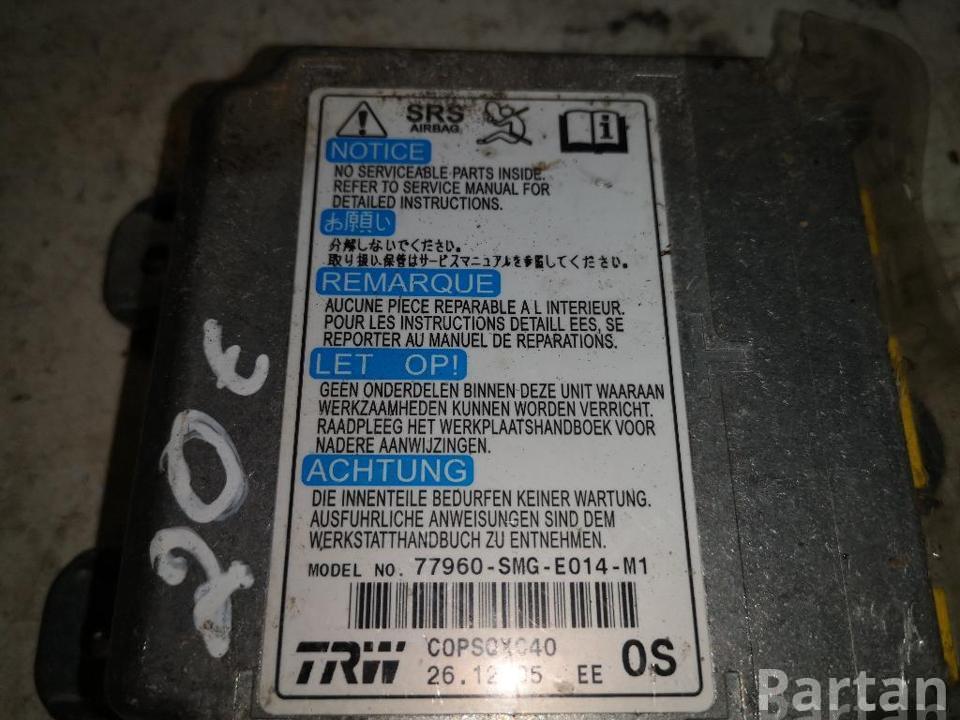 SRS
AIRBAG
NOTICE
NO SERVICEABLE PARTS INSIDE.
REFER TO SERVICE MANUAL FOR
DETAILED INSTRUCTIONS.
お願い
分解しないでください。
取り扱い、保管はサービスマニュアルを参照してください。
REMARQUE
AUCUNE PIECE REPARABLE A L INTERIEUR.
POUR LES INSTRUCTIONS DETAILL EES, SE
REPORTER AU MANUEL DE REPARATIONS.
LET OP!
GEEN ONDERDELEN BINNEN DEZE UNIT WAARAAN
WERKZAAMHEDEN KUNNEN WORDEN VERRICHT.
RAADPLEEG HET WERKPLAATSHANDBOEK VOOR
NADERE AANWIJZINGEN.
ACHTUNG
DIE INNENTEILE BEDURFEN KEINER WARTUNG.
AUSFUHRLICHE ANWEISUNGEN SIND DEM
WERKSTATTHANDBUCH ZU ENTNEHMEN.
MODEL NO. 77960-SMG-E014-M1
TRW
EE
OS
20€
Partan